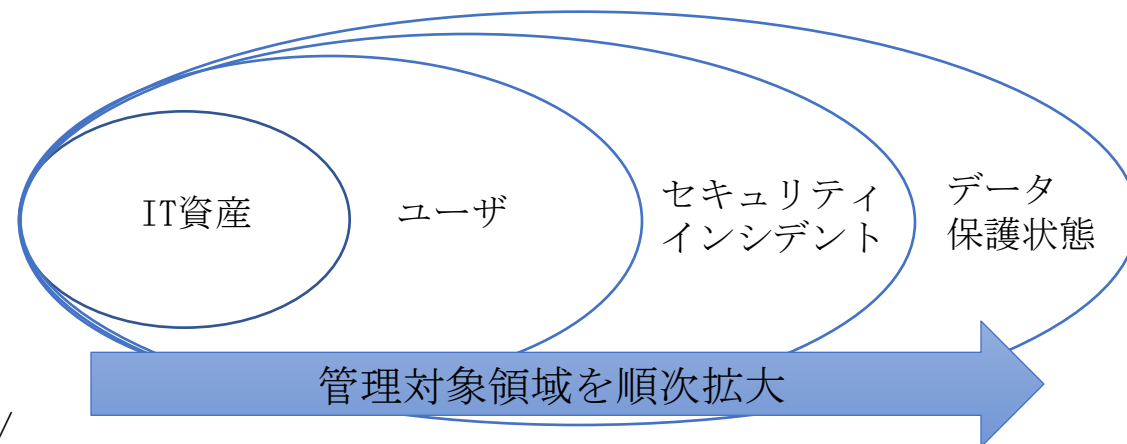 IT資産
ユーザ
セキュリティ
インシデント
データ
保護状態
管理対象領域を順次拡大
/